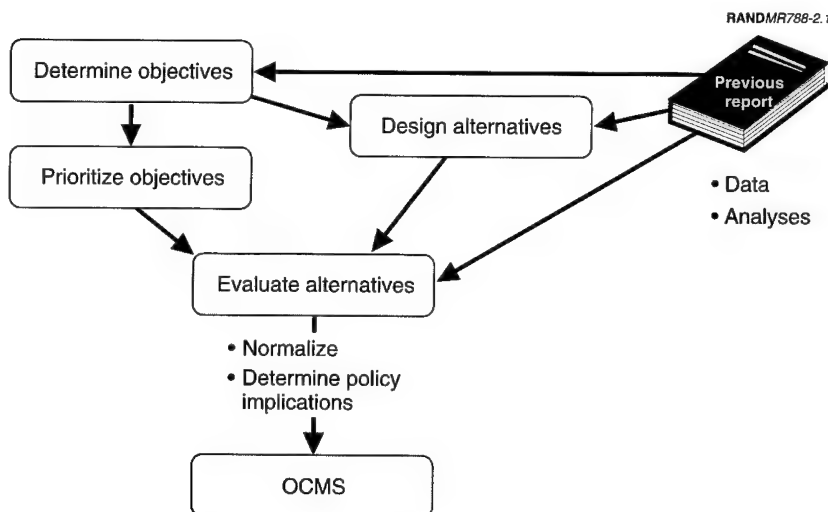 RANDMR788-2.1
Determine objectives
Previous
report
Design alternatives
Prioritize objectives
• Data
• Analyses
Evaluate alternatives
• Normalize
• Determine policy
implications
OCMS